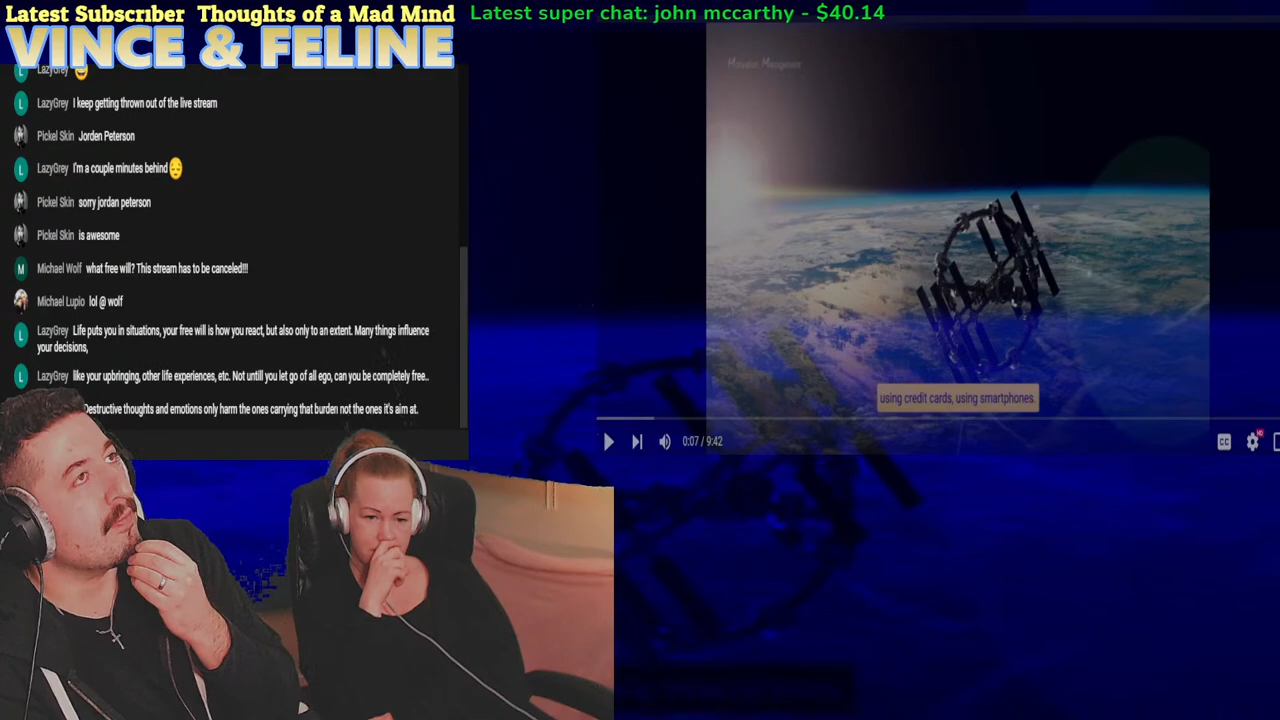 Latest Subscriber Thoughts of a Mad Mind
Latest super chat: john mccarthy - $40.14
VINCE & FELINE
LazyGrey
LazyGrey I keep getting thrown out of the live stream
Pickel Skin Jorden Peterson
LazyGrey I'm a couple minutes behind
Pickel Skin sorry jordan peterson
Pickel Skin is awesome
Michael Wolf what free will? This stream has to be canceled!!!
Michael Lupio lol @ wolf
LazyGrey Life puts you in situations, your free will is how you react, but also only to an extent. Many things influence
your decisions,
LazyGrey like your upbringing, other life experiences, etc. Not untill you let go of all ego, can you be completely free..
Destructive thoughts and emotions only harm the ones carrying that burden not the ones it's aim at.
using credit cards, using smartphones.
0:07 / 9:42
CC
HD